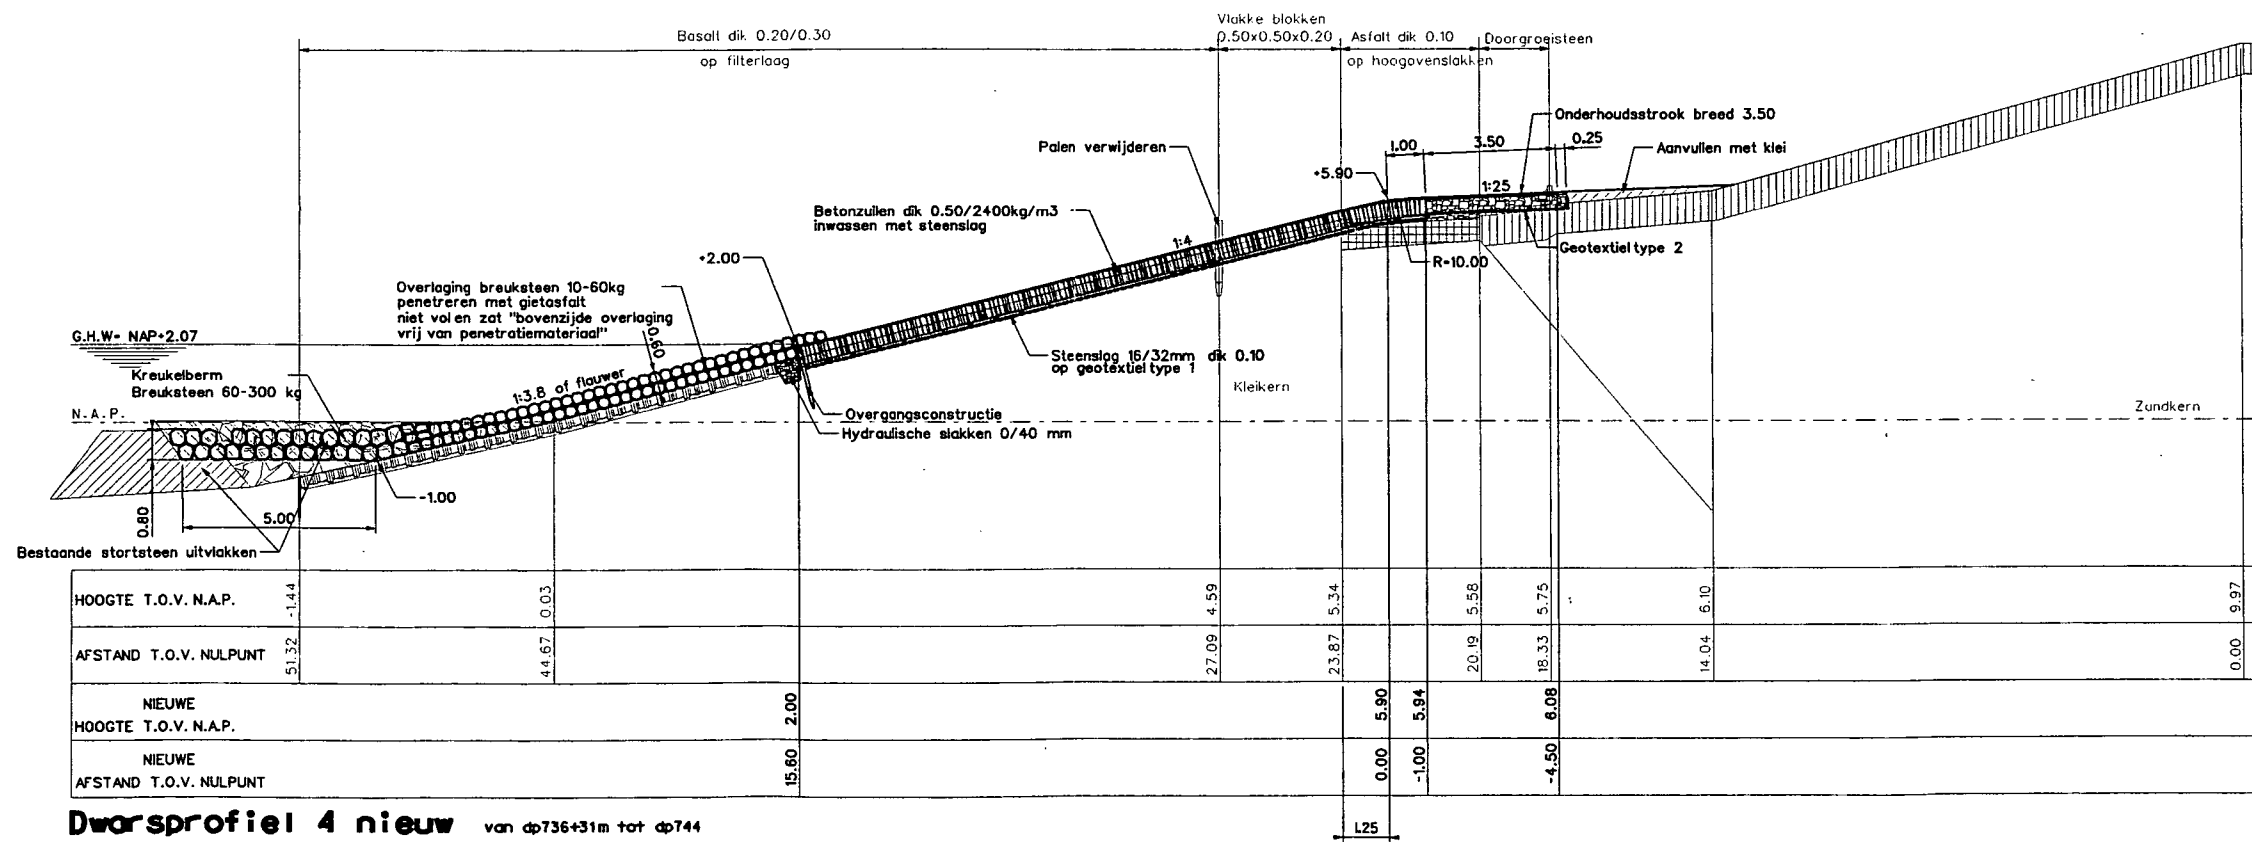 Vlakke blokken
Basalt dik 0.20/0.30
0.50x0.50x0.20
Asfalt dik 0.10
Doorgroeisteen
op filterlaag
op hoogovenslakken
Onderhoudsstrook breed 3.50
Palen verwijderen
1.00
3.50
0.25
Aanvullen met klei
+5.90
1:25
Betonzuilen dik 0.50/2400kg/m3
inwassen met steenslag
1:4
Geotextiel type 2
+2.00
R=10.00
Overlaging breuksteen 10-60kg
penetreren met gietasfalt
niet vol en zat "bovenzijde overlaging
vrij van penetratiemateriaal"
0.60
G.H.W= NAP+2.07
Steenslag 16/32mm dik 0.10
op geotextiel type 1
Kreukelberm
Breuksteen 60-300 kg
1:3.8 of flauwer
Kleikern
Zundkern
N.A.P.
Overgangsconstructie
Hydraulische slakken 0/40 mm
-1.00
0.80
5.00
Bestaande stortsteen uitvlakken
HOOGTE T.O.V. N.A.P. -1.44 0.03 4.59 5.34 5.58 5.75 6.10 9.97
AFSTAND T.O.V. NULPUNT 51.32 44.67 27.09 23.87 20.19 18.33 14.04 0.00
NIEUWE
HOOGTE T.O.V. N.A.P. 2.00 5.90 5.94 6.08
NIEUWE
AFSTAND T.O.V. NULPUNT 15.60 0.00 -1.00 -4.50
Dwarsprofiel 4 nieuw van dp736+31m tot dp744
1.25